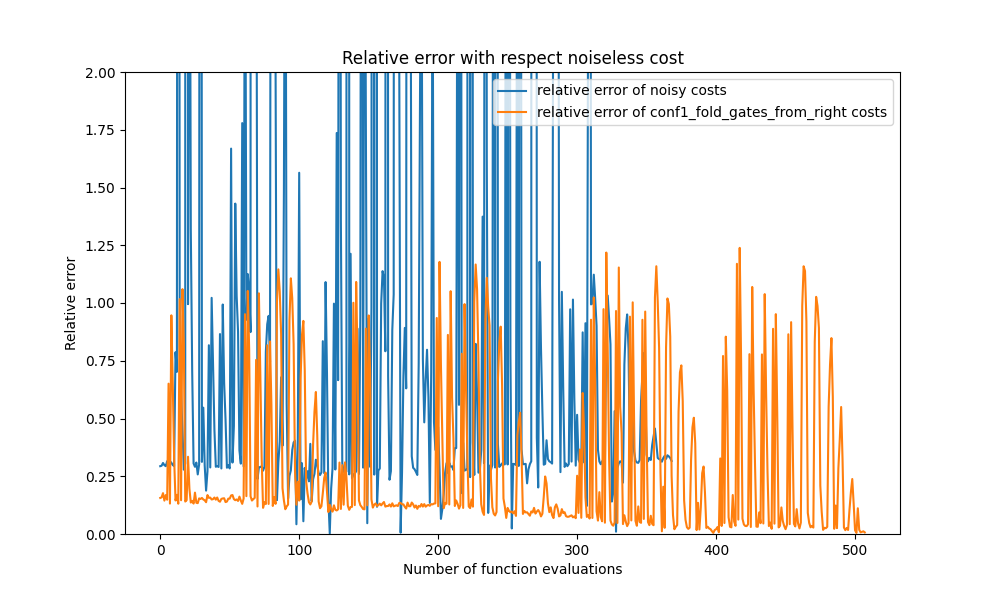 Relative error with respect noiseless cost
relative error of noisy costs
relative error of conf1_fold_gates_from_right costs
Relative error
2.00
1.75
1.50
1.25
1.00
0.75
0.50
0.25
0.00
0 100 200 300 400 500
Number of function evaluations